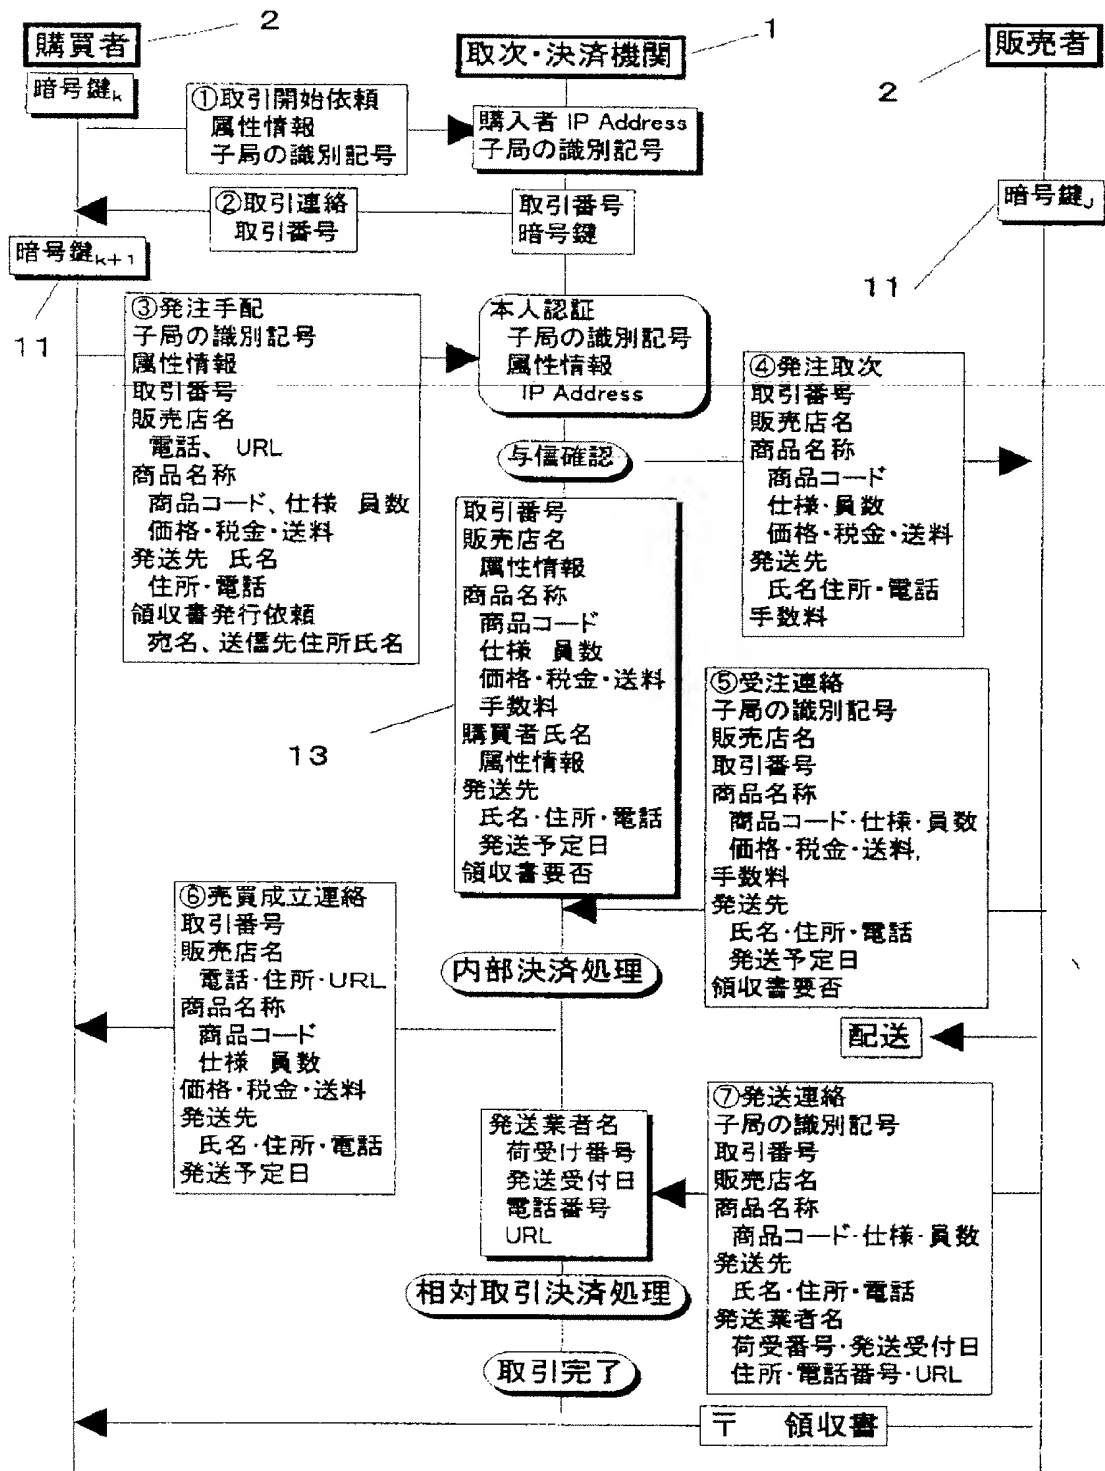 2
1
購買者
取次・決済機関
販売者
2
暗号鍵k
①取引開始依頼
属性情報
子局の識別記号
購入者 IP Address
子局の識別記号
②取引連絡
取引番号
取引番号
暗号鍵
暗号鍵J
暗号鍵k+1
11
11
③発注手配
子局の識別記号
属性情報
取引番号
販売店名
電話、 URL
商品名称
商品コード、仕様 員数
価格・税金・送料
発送先 氏名
住所・電話
領収書発行依頼
宛名、送信先住所氏名
本人認証
子局の識別記号
属性情報
IP Address
与信確認
④発注取次
取引番号
販売店名
商品名称
商品コード
仕様・員数
価格・税金・送料
発送先
氏名住所・電話
手数料
取引番号
販売店名
属性情報
商品名称
商品コード
仕様 員数
価格・税金・送料
手数料
購買者氏名
属性情報
発送先
氏名・住所・電話
発送予定日
領収書要否
13
⑤受注連絡
子局の識別記号
販売店名
取引番号
商品名称
商品コード・仕様・員数
価格・税金・送料,
手数料
発送先
氏名・住所・電話
発送予定日
領収書要否
⑥売買成立連絡
取引番号
販売店名
電話・住所・URL
商品名称
商品コード
仕様 員数
価格・税金・送料
発送先
氏名・住所・電話
発送予定日
内部決済処理
配送
発送業者名
荷受け番号
発送受付日
電話番号
URL
⑦発送連絡
子局の識別記号
取引番号
販売店名
商品名称
商品コード・仕様・員数
発送先
氏名・住所・電話
発送業者名
荷受番号・発送受付日
住所・電話番号・URL
相対取引決済処理
取引完了
〒 領収書